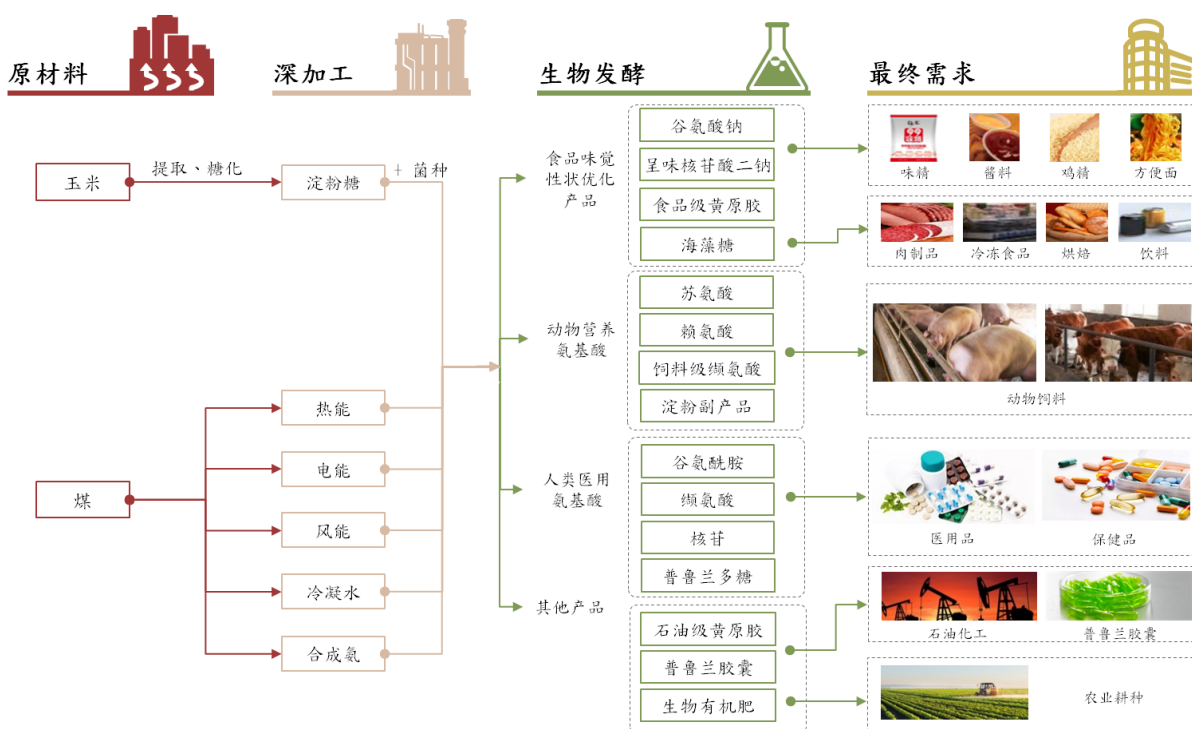 原材料
深加工
生物发酵
最终需求
玉米
提取、糖化
淀粉糖
+ 菌种
煤
热能
电能
风能
冷凝水
合成氨
食品味觉
性状优化
产品
谷氨酸钠
呈味核苷酸二钠
食品级黄原胶
海藻糖
动物营养
氨基酸
苏氨酸
赖氨酸
饲料级缬氨酸
淀粉副产品
人类医用
氨基酸
谷氨酰胺
缬氨酸
核苷
普鲁兰多糖
其他产品
石油级黄原胶
普鲁兰胶囊
生物有机肥
味精
酱料
鸡精
方便面
肉制品
冷冻食品
烘焙
饮料
动物饲料
医用品
保健品
石油化工
普鲁兰胶囊
农业耕种